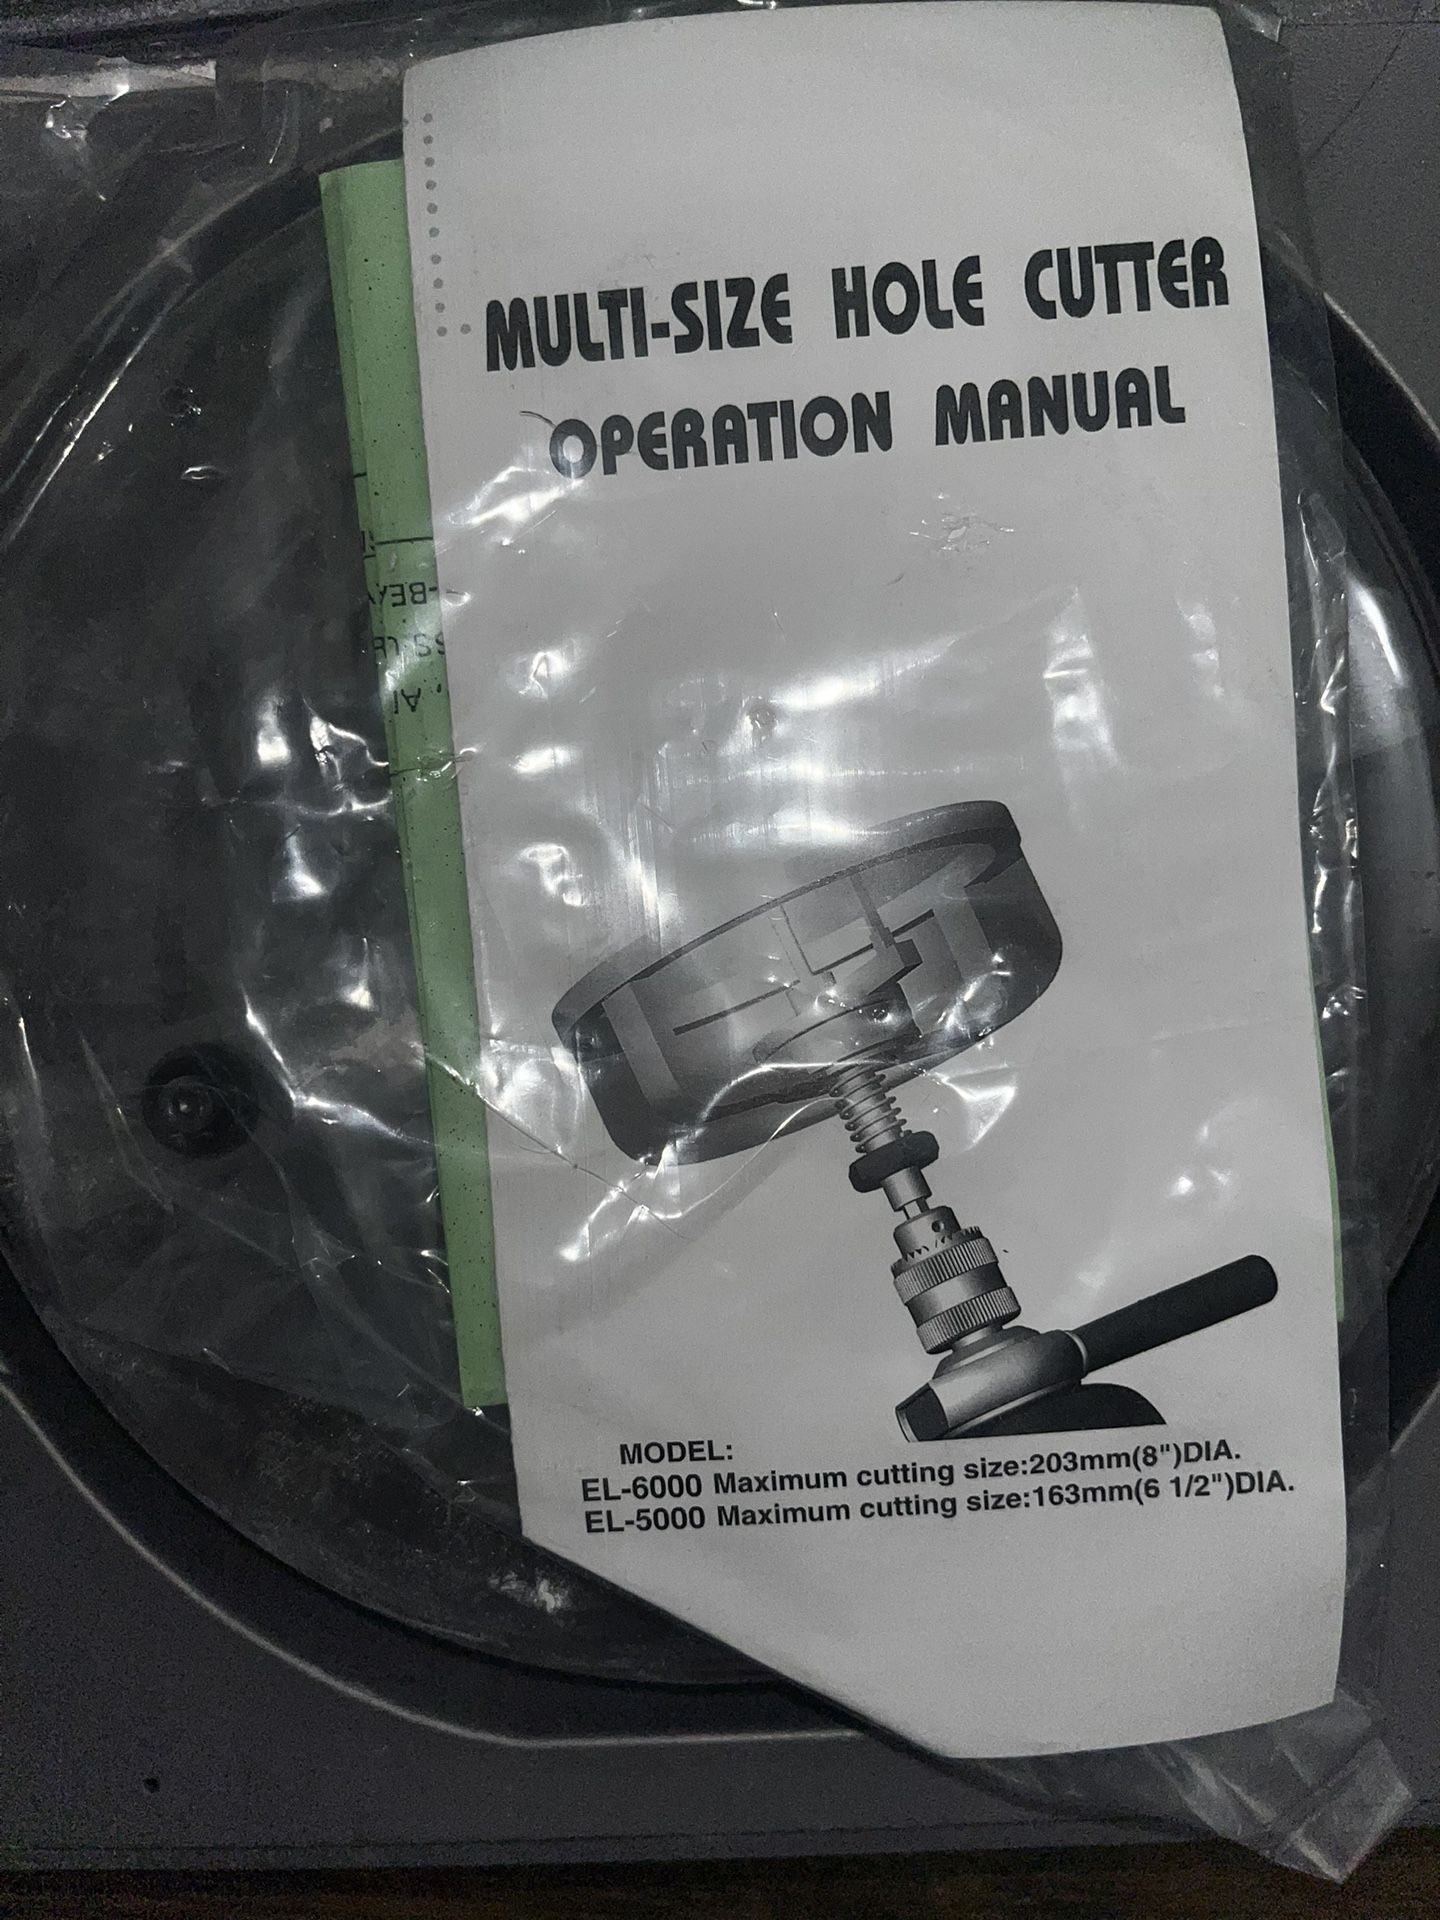 MULTI-SIZE HOLE CUTTER
OPERATION MANUAL
MODEL:
EL-6000 Maximum cutting size:203mm(8")DIA.
EL-5000 Maximum cutting size:163mm(6 1/2")DIA.